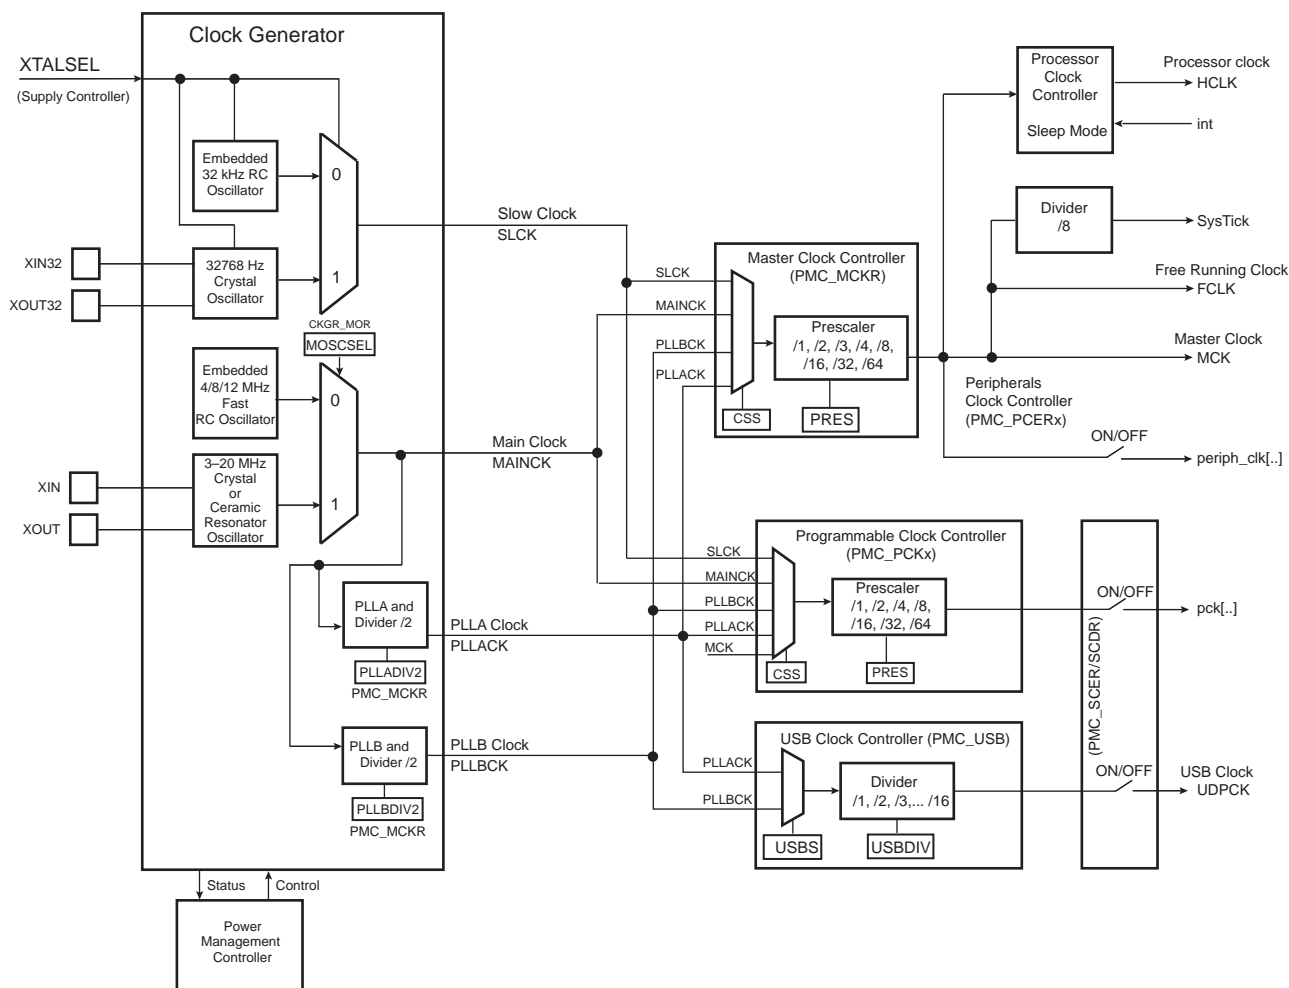 Clock Generator
XTALSEL
(Supply Controller)
Embedded
32 kHz RC
Oscillator
0
XIN32
XOUT32
32768 Hz
Crystal
Oscillator
1
CKGR_MOR
MOSCSEL
Embedded
4/8/12 MHz
Fast
RC Oscillator
0
XIN
XOUT
3–20 MHz
Crystal
or
Ceramic
Resonator
Oscillator
1
PLLA and
Divider /2
PLLADIV2
PMC_MCKR
PLLB and
Divider /2
PLLBDIV2
PMC_MCKR
Status
Control
Power
Management
Controller
Slow Clock
SLCK
Main Clock
MAINCK
PLLA Clock
PLLACK
PLLB Clock
PLLBCK
Master Clock Controller
(PMC_MCKR)
SLCK
MAINCK
PLLBCK
PLLACK
Prescaler
/1, /2, /3, /4, /8,
/16, /32, /64
CSS
PRES
Processor
Clock
Controller
Sleep Mode
Processor clock
HCLK
int
Divider
/8
SysTick
Free Running Clock
FCLK
Master Clock
MCK
Peripherals
Clock Controller
(PMC_PCERx)
ON/OFF
periph_clk[..]
Programmable Clock Controller
(PMC_PCKx)
SLCK
MAINCK
PLLBCK
PLLACK
MCK
Prescaler
/1, /2, /4, /8,
/16, /32, /64
CSS
PRES
ON/OFF
pck[..]
(PMC_SCER/SCDR)
USB Clock Controller (PMC_USB)
PLLACK
PLLBCK
Divider
/1, /2, /3,... /16
USBS
USBDIV
ON/OFF
USB Clock
UDPCK